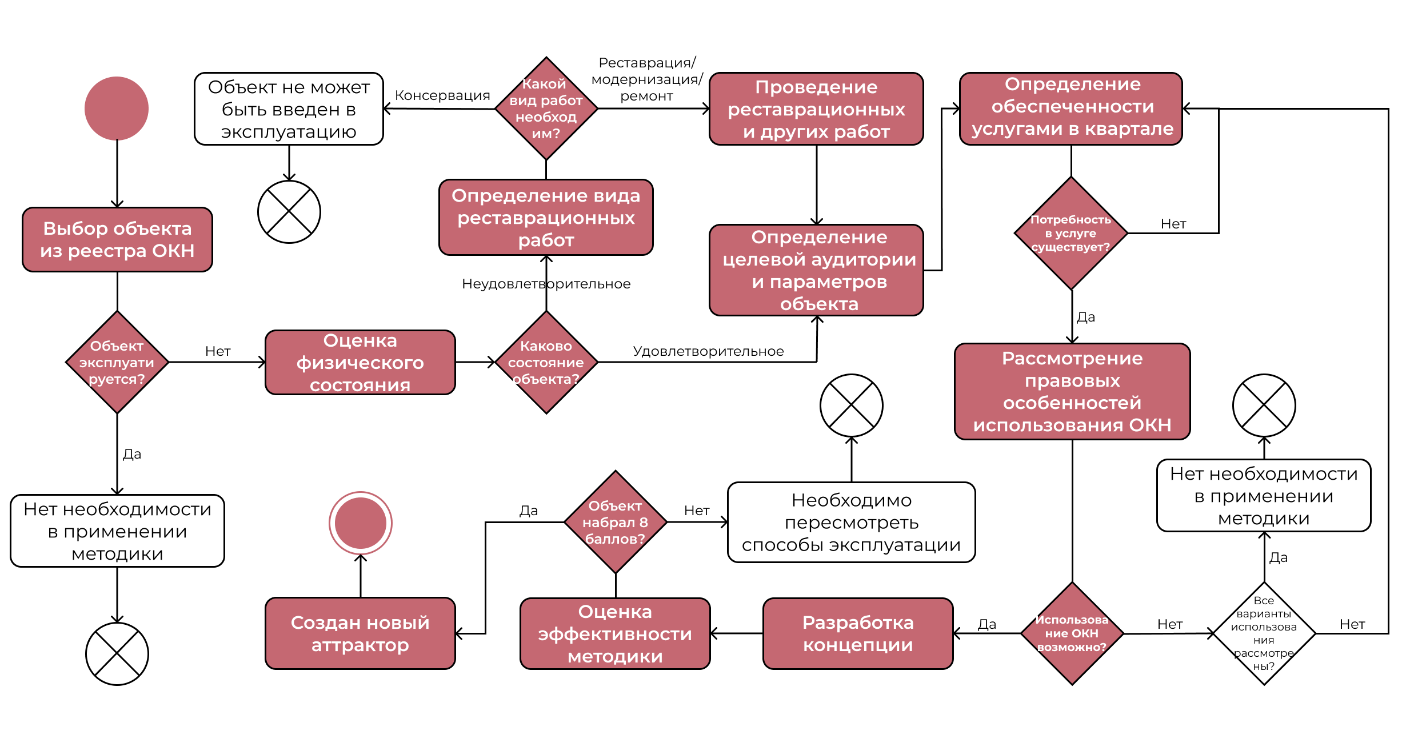 Выбор объекта
из реестра ОКН
Объект
эксплуати
руется?
Да
Нет необходимости
в применении
методики
Нет
Оценка
физического
состояния
Каково
состояние
объекта?
Неудовлетворительное
Определение вида
реставрационных
работ
Какой
вид работ
необход
им?
Консервация
Объект не может
быть введен в
эксплуатацию
Реставрация/
модернизация/
ремонт
Проведение
реставрационных
и других работ
Удовлетворительное
Определение
целевой аудитории
и параметров
объекта
Определение
обеспеченности
услугами в квартале
Потребность
в услуге
существует?
Нет
Да
Рассмотрение
правовых
особенностей
использования ОКН
Использова
ние ОКН
возможно?
Нет
Все
варианты
использова
ния
рассмотре
ны?
Нет
Да
Нет необходимости
в применении
методики
Да
Разработка
концепции
Оценка
эффективности
методики
Объект
набрал 8
баллов?
Нет
Необходимо
пересмотреть
способы эксплуатации
Да
Создан новый
аттрактор